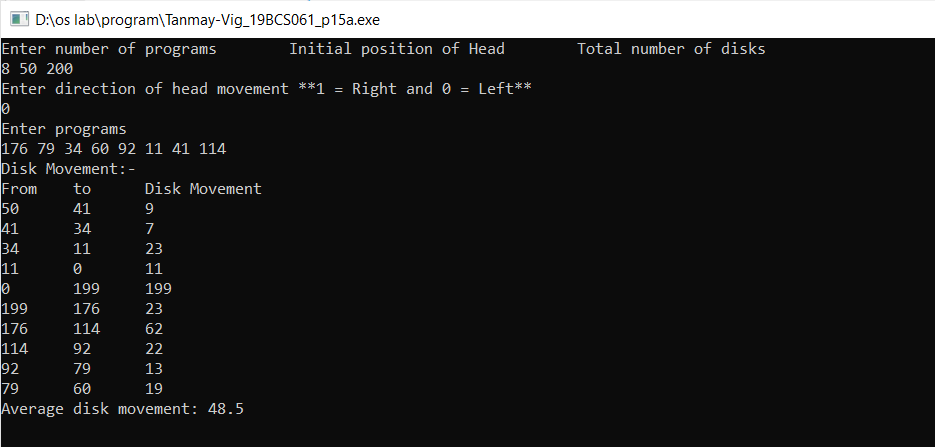 D:\os lab\program\Tanmay-Vig_19BCS061_p15a.exe
Enter number of programs        Initial position of Head        Total number of disks
8 50 200
Enter direction of head movement **1 = Right and 0 = Left**
0
Enter programs
176 79 34 60 92 11 41 114
Disk Movement:-
From    to      Disk Movement
50      41      9
41      34      7
34      11      23
11      0       11
0       199     199
199     176     23
176     114     62
114     92      22
92      79      13
79      60      19
Average disk movement: 48.5